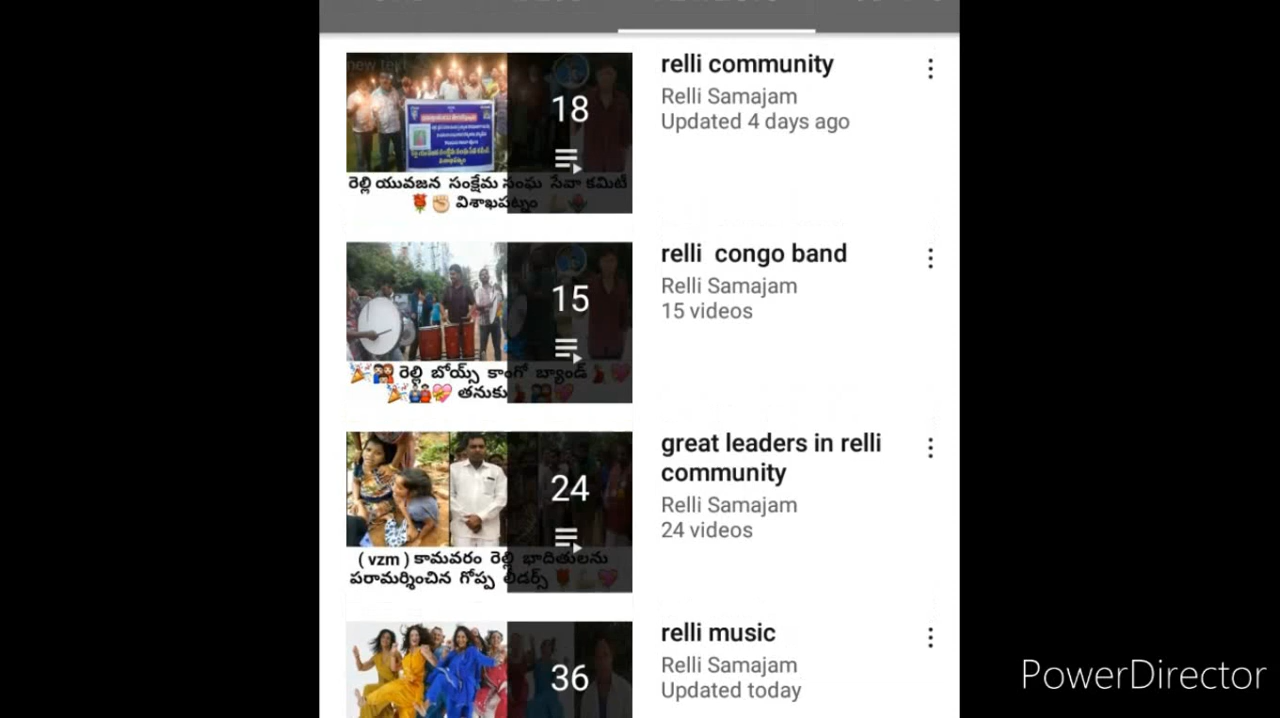 relli community
18
Relli Samajam
Updated 4 days ago
రెల్లి యువజన సంక్షేమ సంఘ సేవా కమిటీ
🌹✊🏼 విశాఖపట్నం
relli congo band
15
Relli Samajam
15 videos
రెల్లి బోయ్స్ కాంగో బ్యాండ్
తనుకు
great leaders in relli
community
24
Relli Samajam
24 videos
( vzm ) కామవరం రెల్లి భాదితులను
పరామర్శించిన గోప్ప లీడర్స్
relli music
36
Relli Samajam
Updated today
PowerDirector